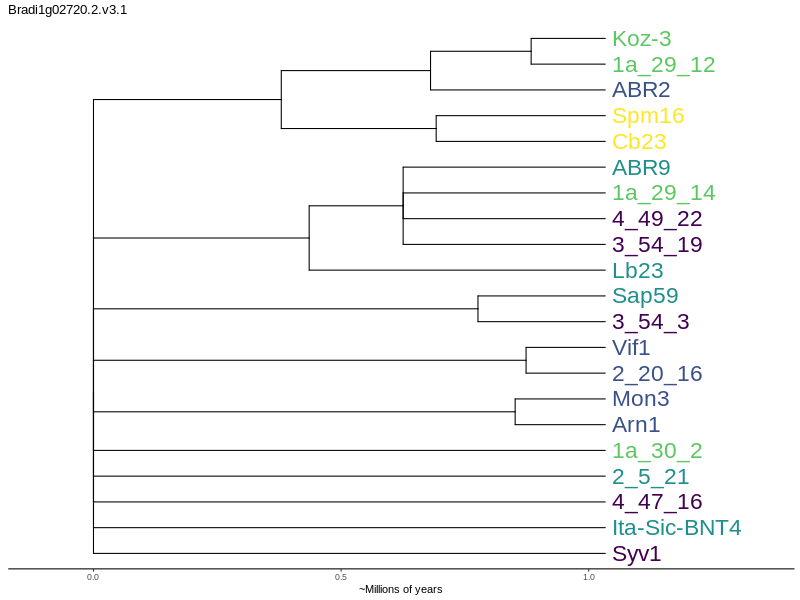 Bradi1g02720.2.v3.1
Koz-3
1a_29_12
ABR2
Spm16
Cb23
ABR9
1a_29_14
4_49_22
3_54_19
Lb23
Sap59
3_54_3
Vif1
2_20_16
Mon3
Arn1
1a_30_2
2_5_21
4_47_16
Ita-Sic-BNT4
Syv1
0.0 0.5 1.0
~Millions of years